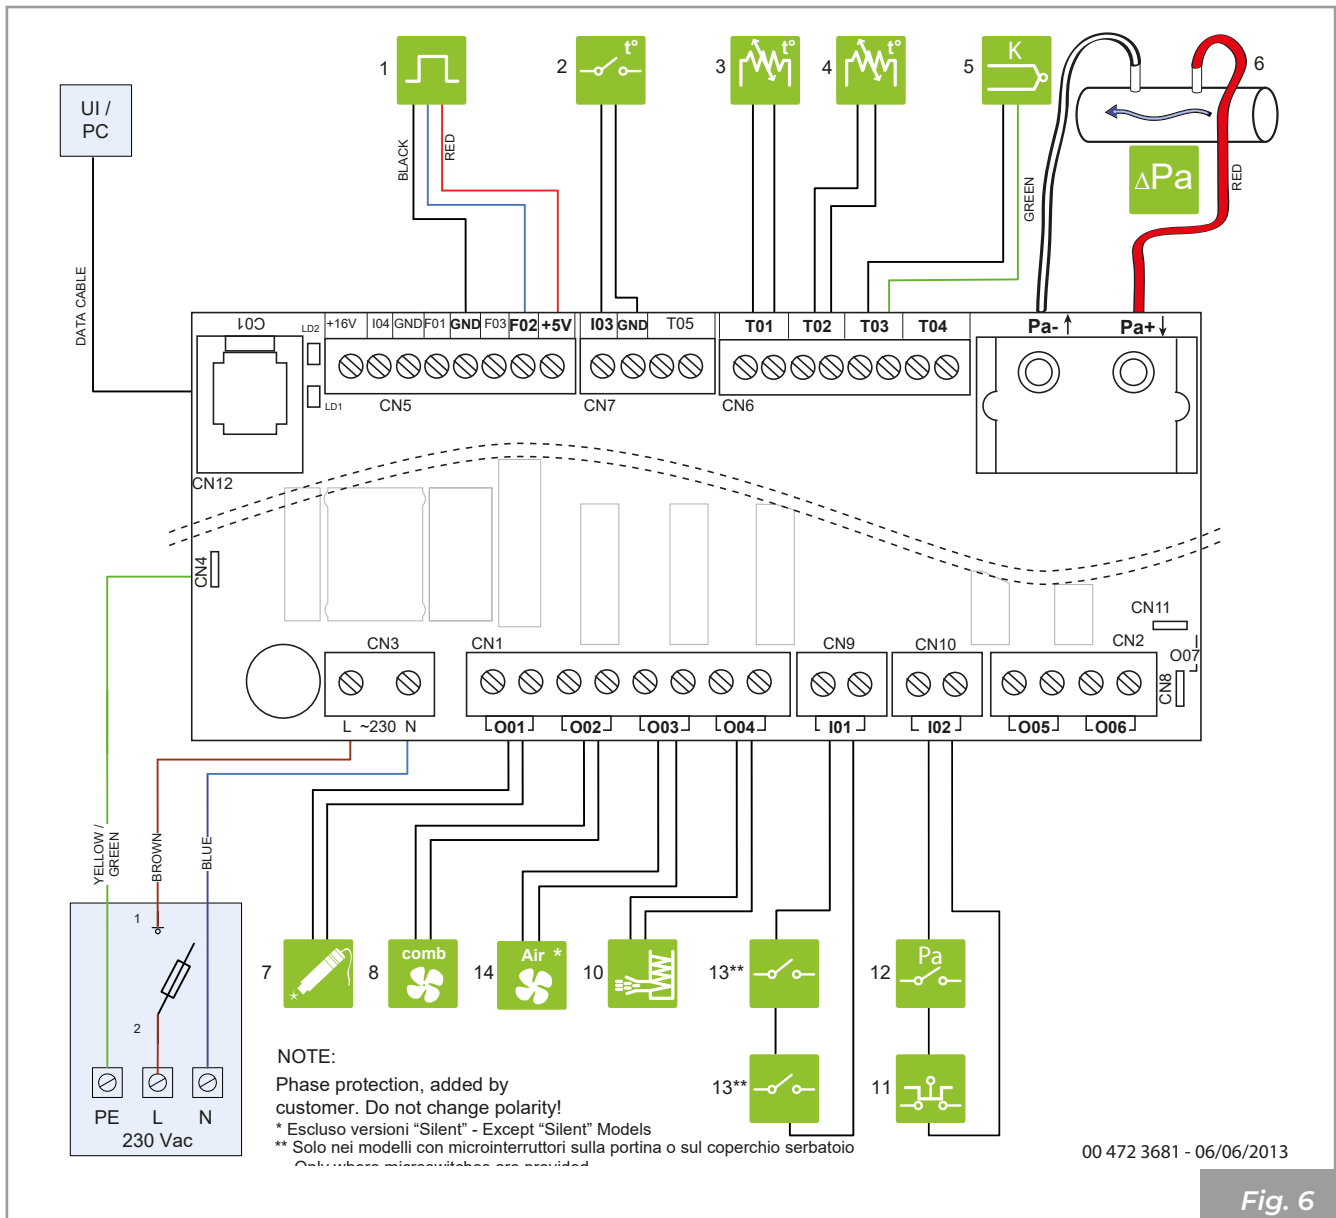 1
2
t°
3
t°
4
t°
5
K
6
UI /
PC
BLACK
RED
GREEN
ΔPa
RED
DATA CABLE
C01
LD2
LD1
+16V I04 GND F01 GND F03 F02 +5V
I03 GND T05
T01 T02 T03 T04
Pa- Pa+
CN5
CN7
CN6
CN12
CN4
CN11
CN3
CN1
CN9
CN10
CN2
O07
CN8
L ~230 N
O01 O02 O03 O04
I01
I02
O05 O06
YELLOW /
GREEN
BROWN
BLUE
1
2
PE L N
230 Vac
7
8
comb
14
Air *
10
13**
12
Pa
13**
11
NOTE:
Phase protection, added by
customer. Do not change polarity!
* Escluso versioni “Silent” - Except “Silent” Models
** Solo nei modelli con microinterruttori sulla portina o sul coperchio serbatoio
Only where microswitches are provided
00 472 3681 - 06/06/2013
Fig. 6